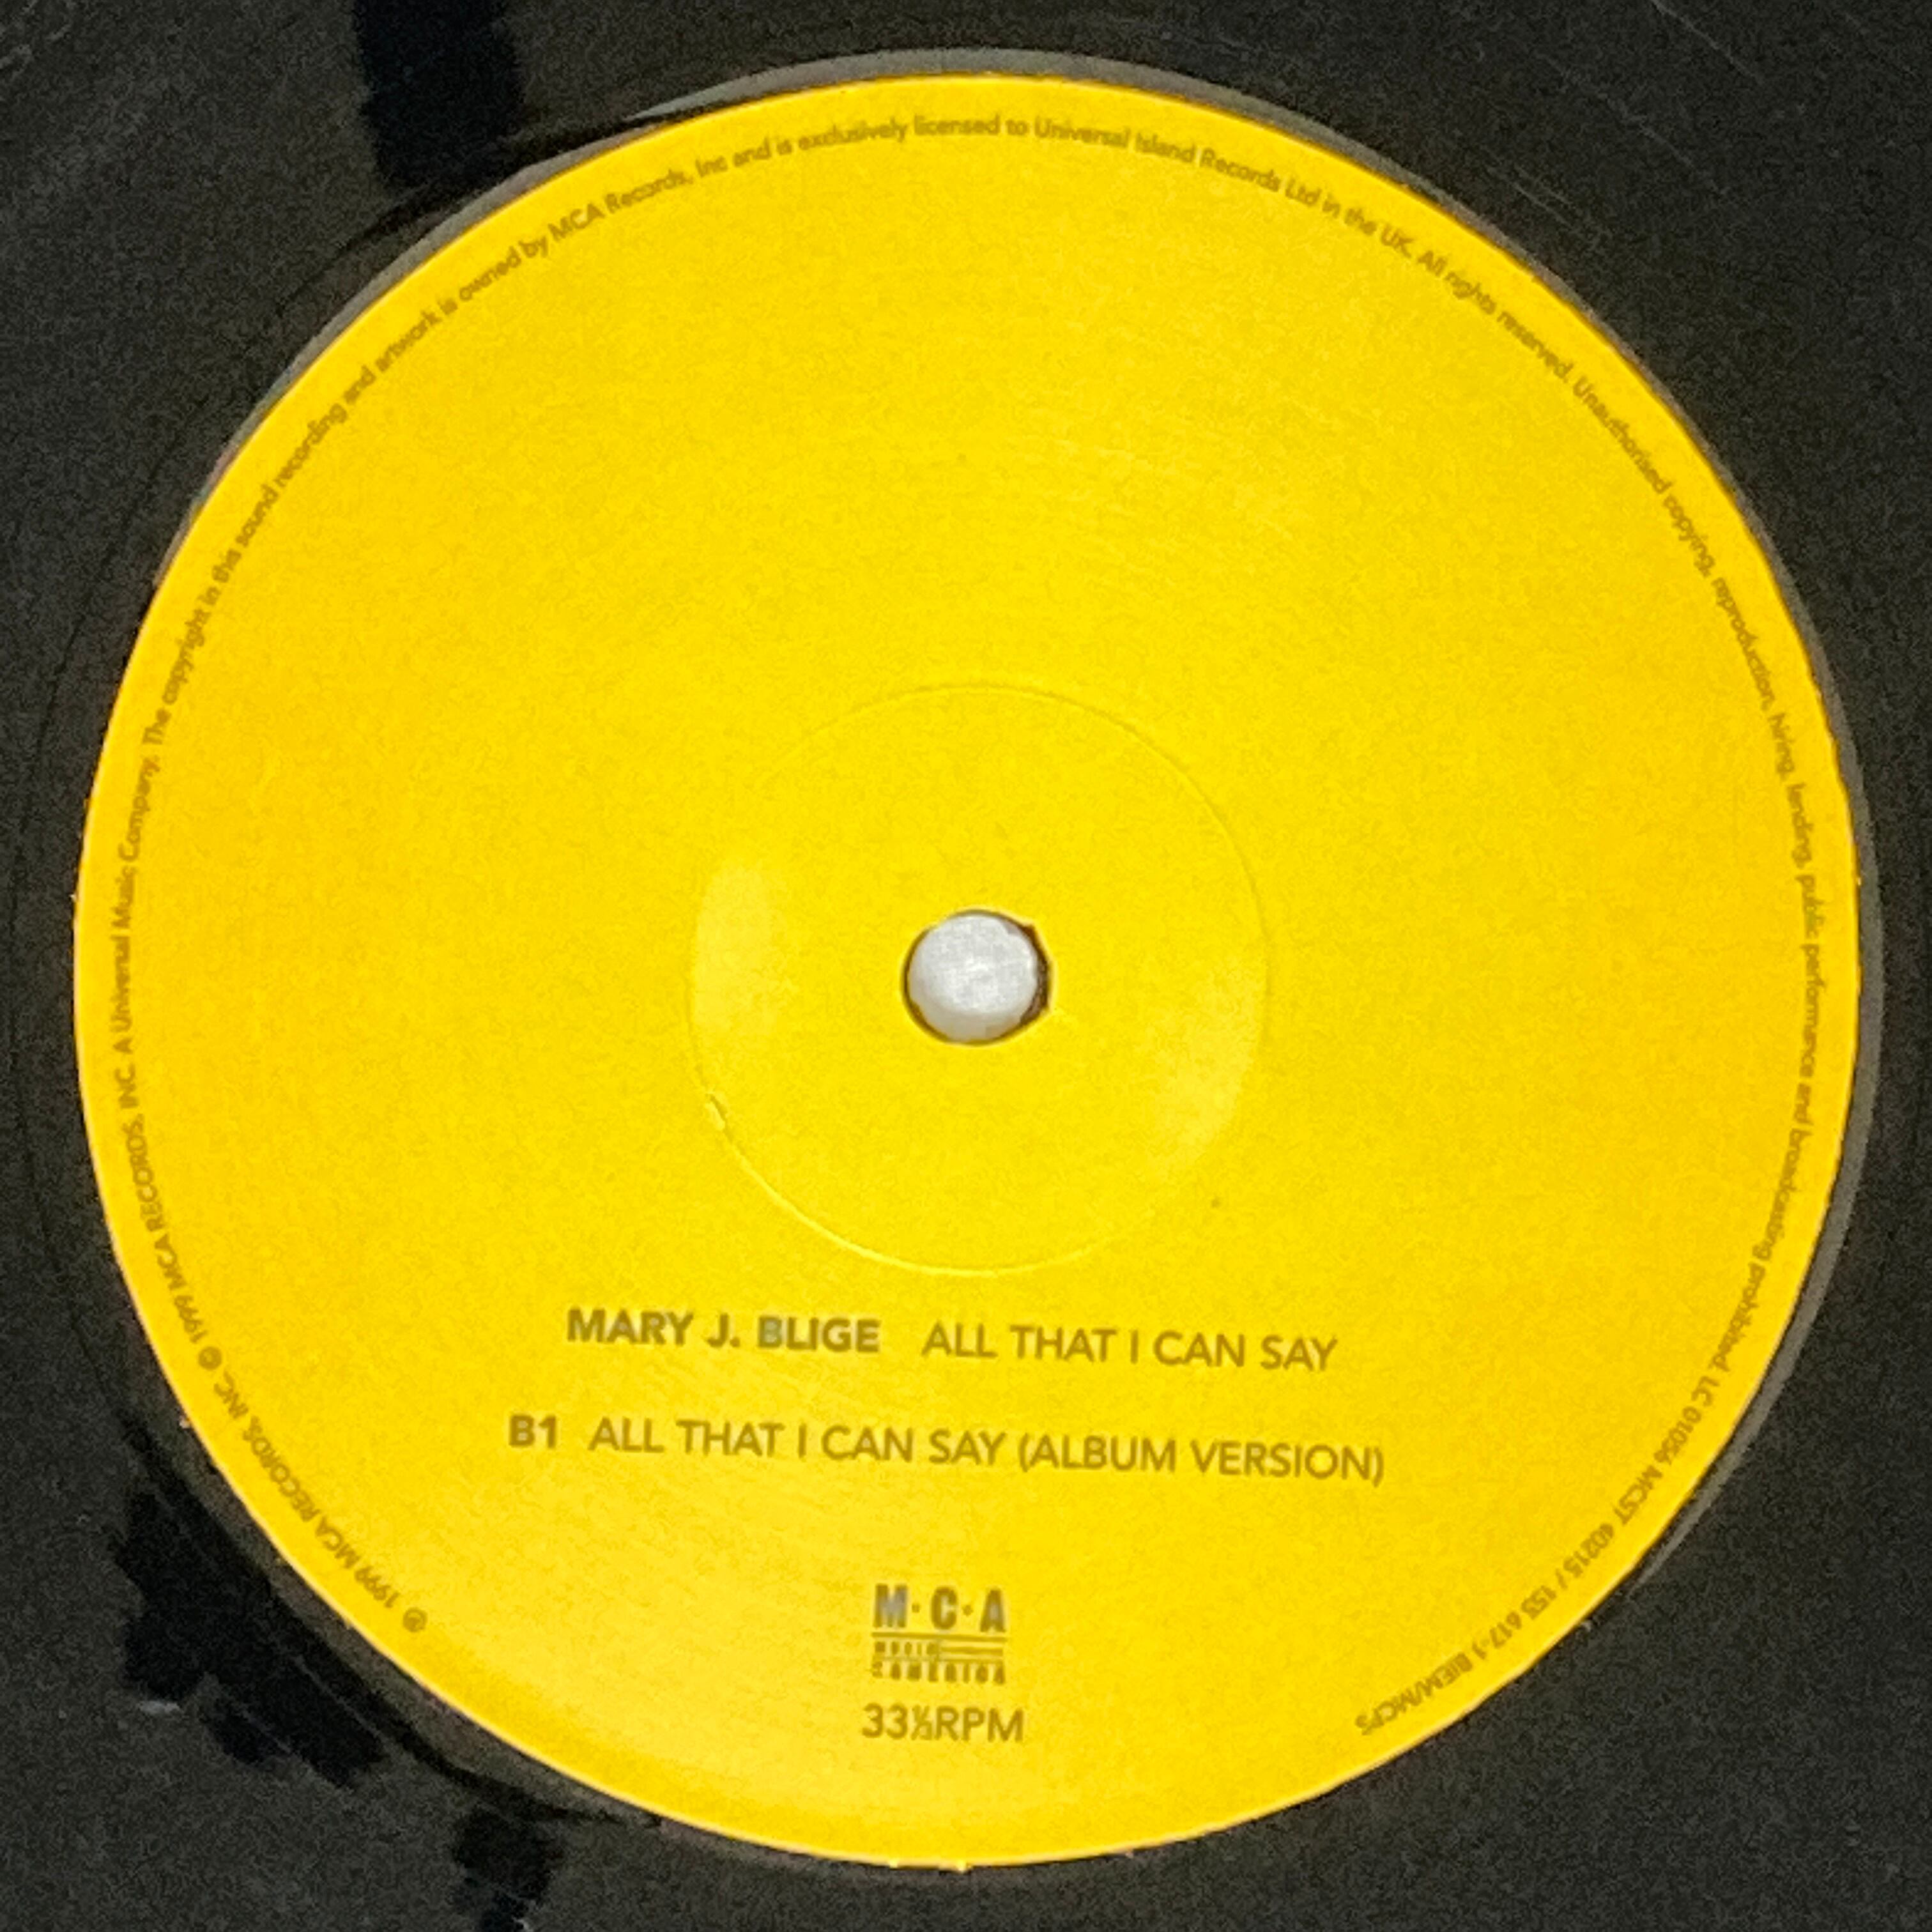 ℗ 1999 MCA RECORDS, INC. © 1999 MCA RECORDS, INC. A Universal Music Company. The copyright in this sound recording and artwork is owned by MCA Records, Inc and is exclusively licensed to Universal Island Records Ltd in the UK. All rights reserved. Unauthorised copying, reproduction, hiring, lending, public performance and broadcasting prohibited. LC 01056 MCST 40215 / 155 617-1 BIEM/MCPS
MARY J. BLIGE ALL THAT I CAN SAY
B1 ALL THAT I CAN SAY (ALBUM VERSION)
M·C·A
MUSIC
AMERICA
33⅓RPM